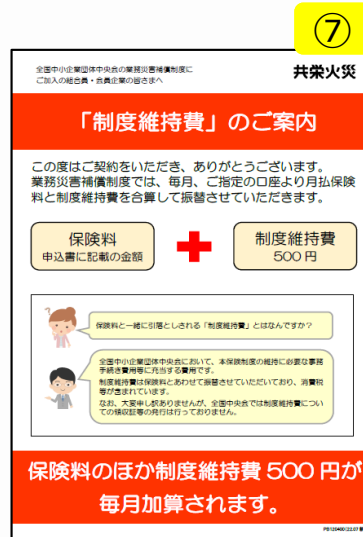 ⑦
全国中小企業団体中央会の業務災害補償制度に
ご加入の組合員・会員企業の皆さまへ
共栄火災
「制度維持費」のご案内
この度はご契約をいただき、ありがとうございます。
業務災害補償制度では、毎月、ご指定の口座より月払保険
料と制度維持費を合算して振替させていただきます。
保険料
申込書に記載の金額
制度維持費
500円
保険料と一緒に引落としされる「制度維持費」とはなんですか？
全国中小企業団体中央会において、本保険制度の維持に必要な事務
手続き費用等に充当する費用です。
制度維持費は保険料とあわせて振替させていただいており、消費税
等が含まれています。
なお、大変申し訳ありませんが、全国中央会では制度維持費につい
ての領収証等の発行は行っておりません。
保険料のほか制度維持費500円が
毎月加算されます。